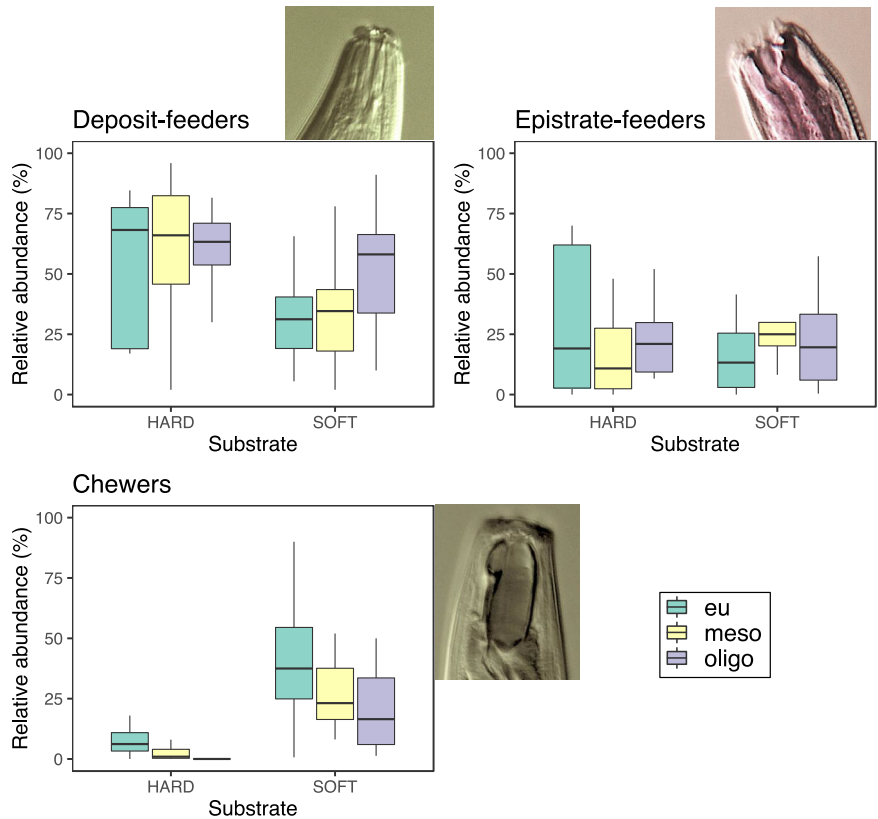 Deposit-feeders
Relative abundance (%)
100
75
50
25
0
HARD
SOFT
Substrate
Epistrate-feeders
Relative abundance (%)
100
75
50
25
0
HARD
SOFT
Substrate
Chewers
Relative abundance (%)
100
75
50
25
0
HARD
SOFT
Substrate
eu
meso
oligo